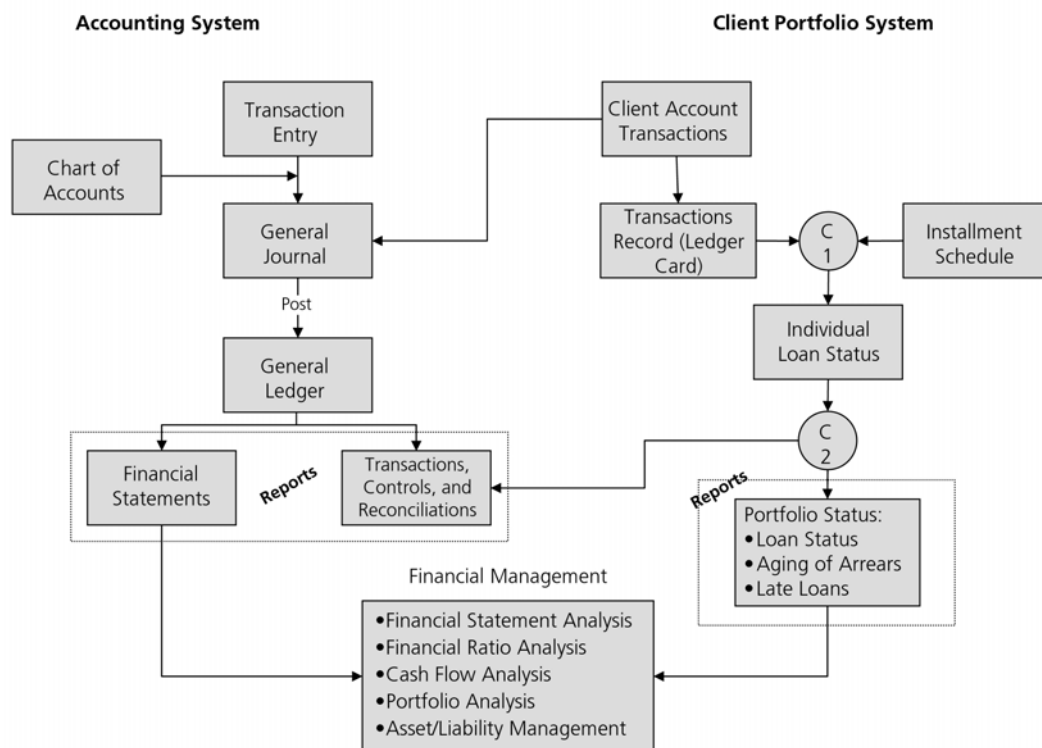 Accounting System
Client Portfolio System
Transaction
Entry
Client Account
Transactions
Chart of
Accounts
General
Journal
Transactions
Record (Ledger
Card)
C
1
Installment
Schedule
Post
Individual
Loan Status
General
Ledger
C
2
Financial
Statements
Reports
Transactions,
Controls, and
Reconciliations
Reports
Portfolio Status:
•Loan Status
•Aging of Arrears
•Late Loans
Financial Management
•Financial Statement Analysis
•Financial Ratio Analysis
•Cash Flow Analysis
•Portfolio Analysis
•Asset/Liability Management